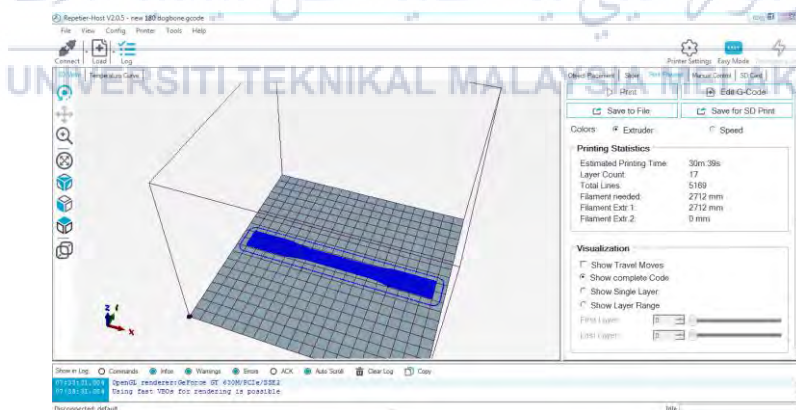 Repetier-Host V2.0.5 - new 180 dogbone.gcode
File View Config Printer Tools Help
Connect Load Log Printer Settings Easy Mode
UNIVERSITI TEKNIKAL MALAYSIA MELAKA
3D View Temperature Curve Object Placement Slicer Print Preview Manual Control SD Card
Print Edit G-Code
Save to File Save for SD Print
Colors: Extruder Speed
Printing Statistics
Estimated Printing Time: 30m:39s
Layer Count: 17
Total Lines: 5169
Filament needed: 2712 mm
Filament Extr.1: 2712 mm
Filament Extr.2: 0 mm
Visualization
Show Travel Moves
Show complete Code
Show Single Layer
Show Layer Range
First Layer: 0
Last Layer: 0
z
x
Show in Log: Commands Infos Warnings Errors ACK Auto Scroll Clear Log Copy
OpenGL renderer:GeForce GT 630M/PCIe/SSE2
Using fast VBOs for rendering is possible
Disconnected: default Idle